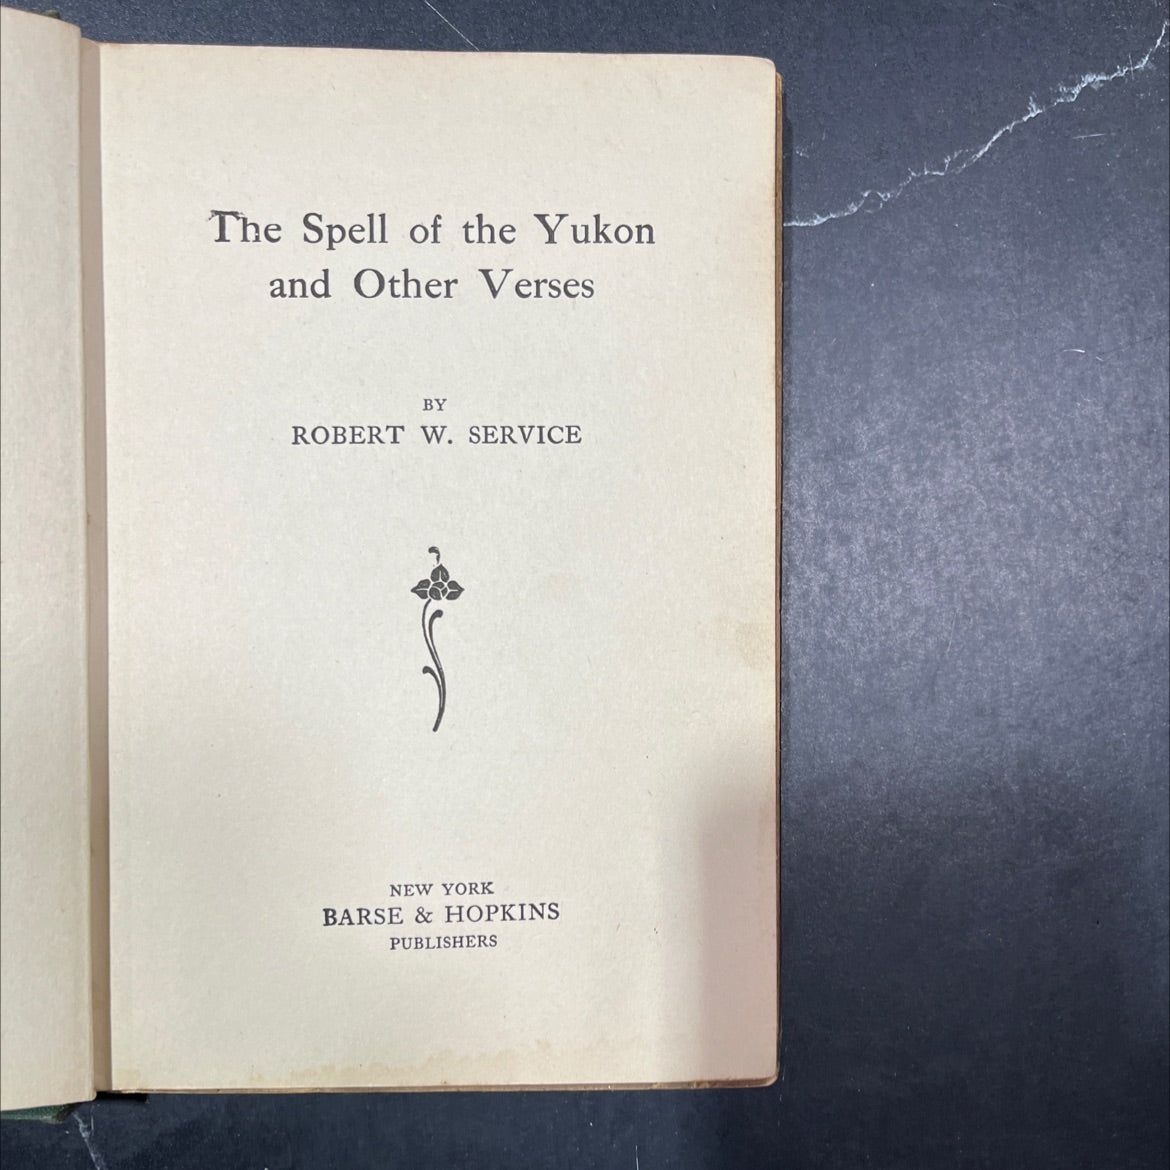 The Spell of the Yukon
and Other Verses
BY
ROBERT W. SERVICE
NEW YORK
BARSE & HOPKINS
PUBLISHERS